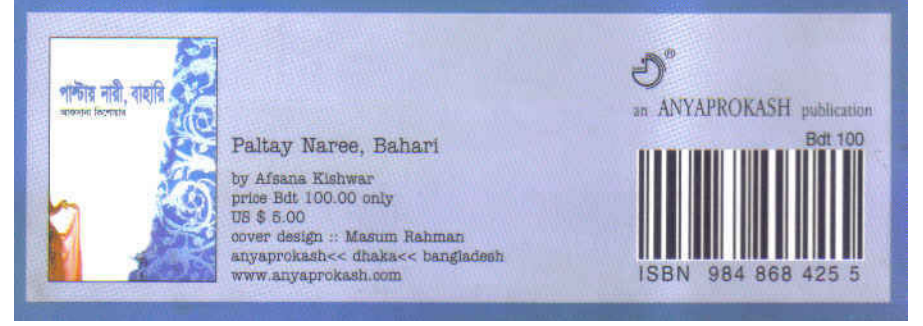 পাল্টায় নারী, বাহারি
আফসানা কিশোয়ার
Paltay Naree, Bahari
by Afsana Kishwar
price Bdt 100.00 only
US $ 5.00
cover design :: Masum Rahman
anyaprokash<< dhaka<< bangladesh
www.anyaprokash.com
®
an ANYAPROKASH publication
Bdt 100
ISBN 984 868 425 5